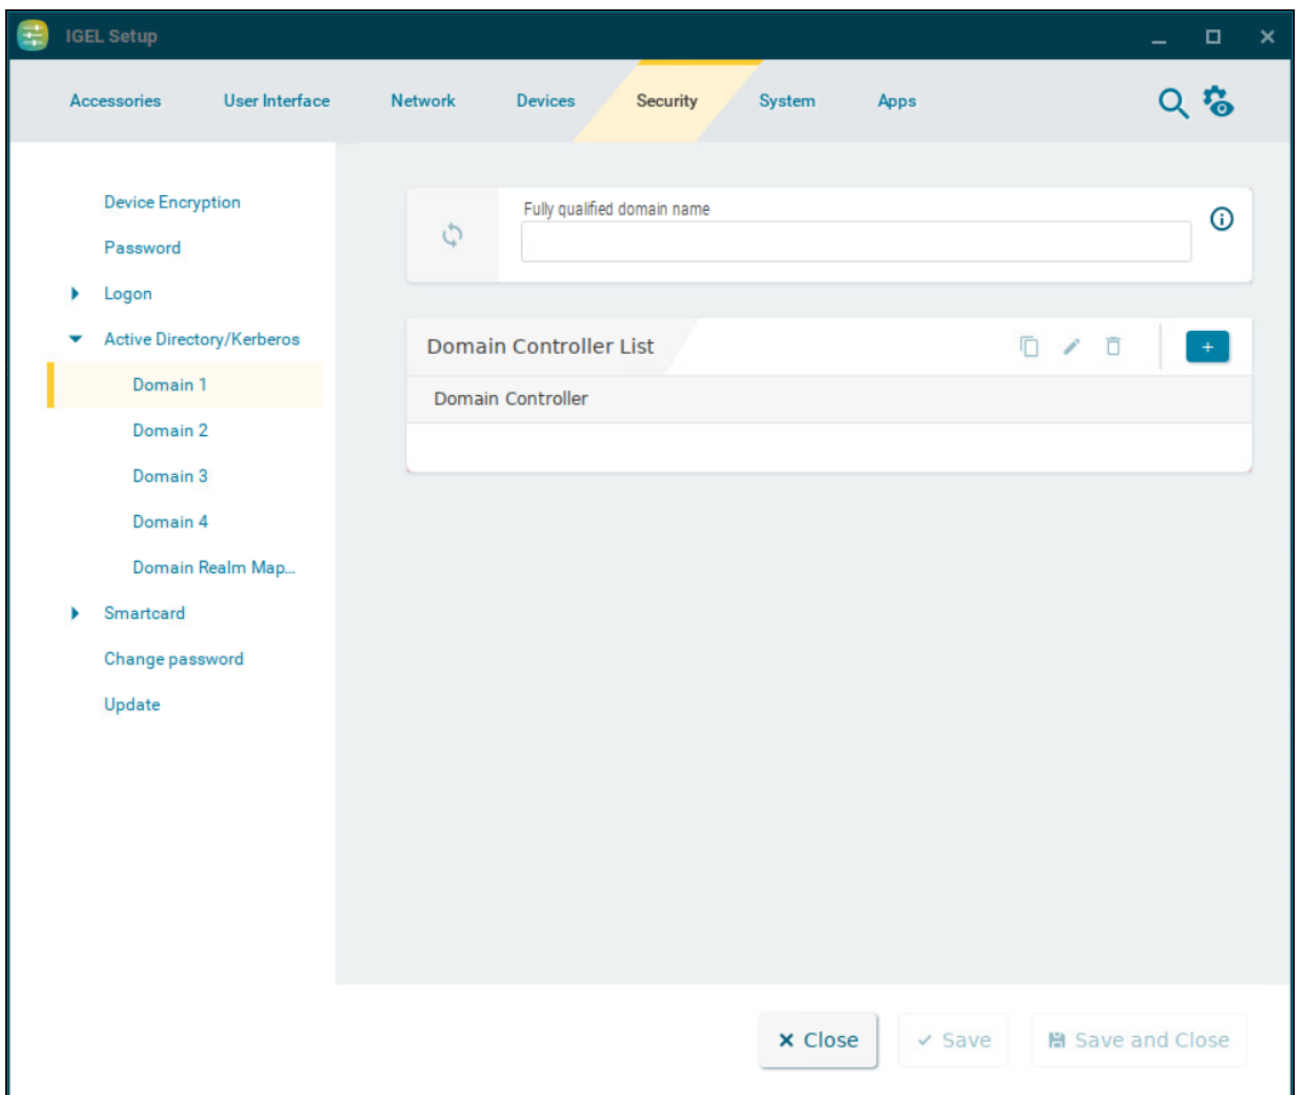 IGEL Setup
Accessories User Interface Network Devices Security System Apps
Device Encryption
Password
Logon
Active Directory/Kerberos
Domain 1
Domain 2
Domain 3
Domain 4
Domain Realm Map...
Smartcard
Change password
Update
Fully qualified domain name
Domain Controller List
+
Domain Controller
Close Save Save and Close